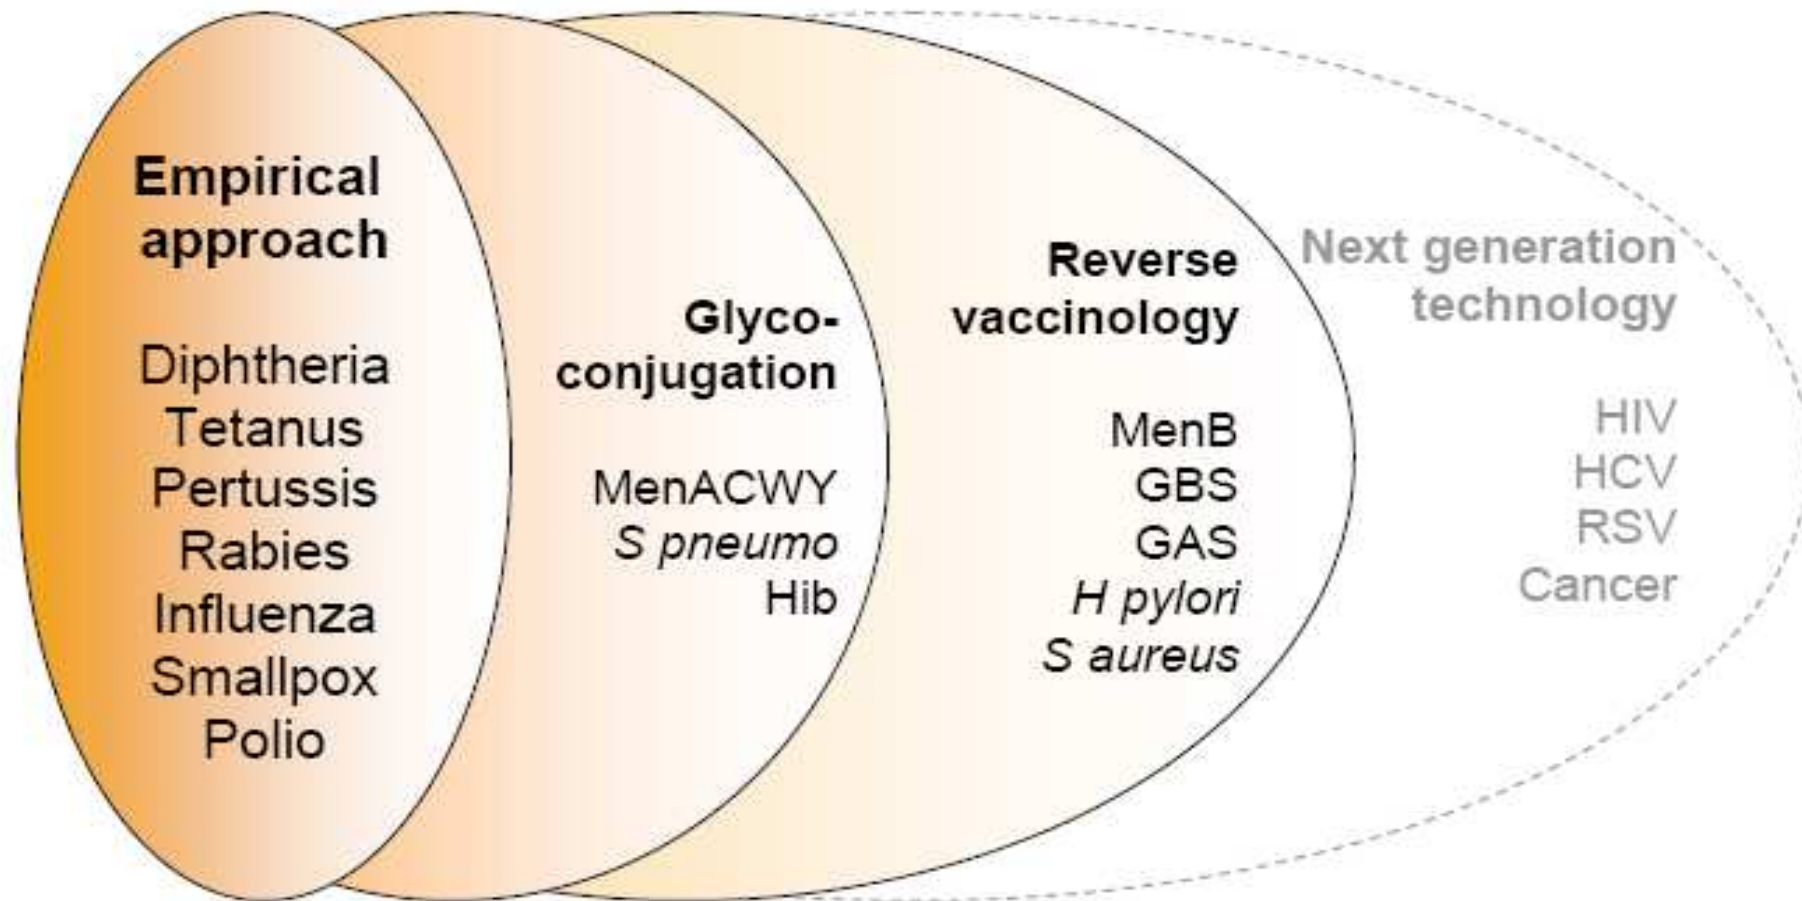 Empirical
approach
Diphtheria
Tetanus
Pertussis
Rabies
Influenza
Smallpox
Polio
Glyco-
conjugation
MenACWY
S pneumo
Hib
Reverse
vaccinology
MenB
GBS
GAS
H pylori
S aureus
Next generation
technology
HIV
HCV
RSV
Cancer